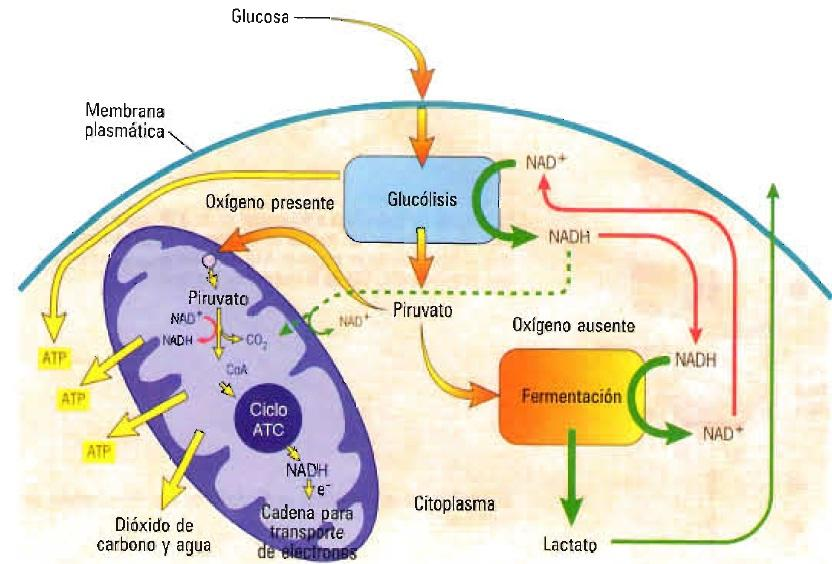 Glucosa
Membrana
plasmática
NAD⁺
Oxígeno presente
Glucólisis
NADH
Piruvato
NAD⁺
NADH
CO₂
CoA
Ciclo
ATC
NADH
e⁻
Cadena para
transporte
de electrones
NAD⁺
Piruvato
Oxígeno ausente
NADH
Fermentación
NAD⁺
ATP
ATP
ATP
Dióxido de
carbono y agua
Citoplasma
Lactato